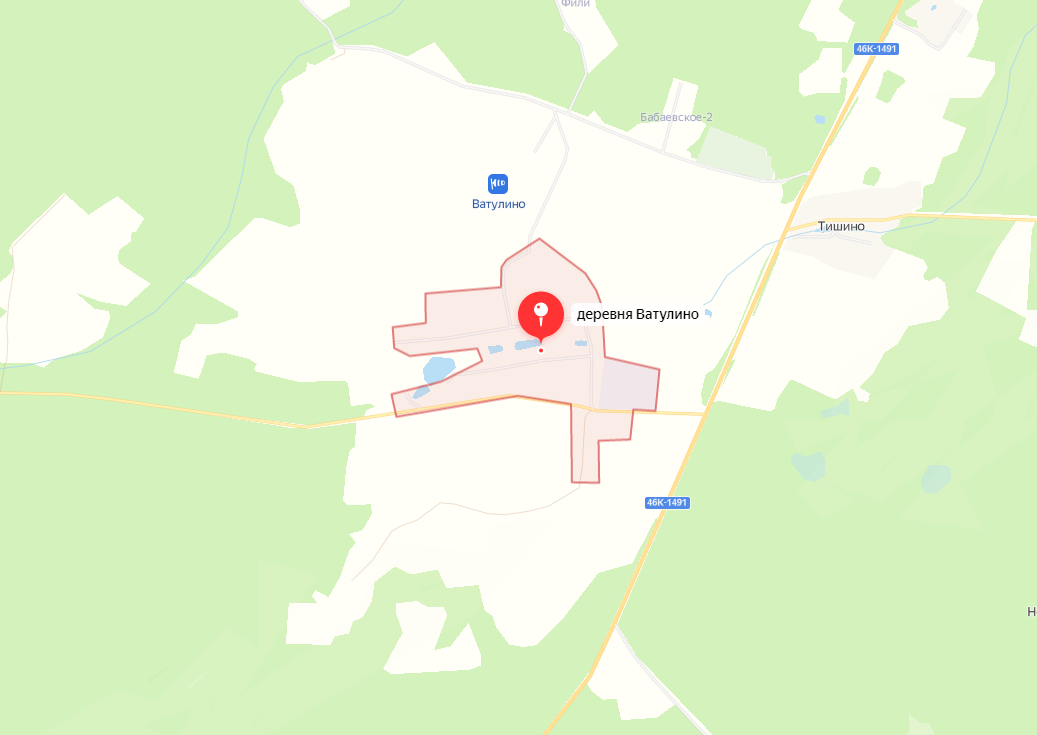 Фили
46К-1491
Бабаевское-2
Ватулино
Тишино
деревня Ватулино
46К-1491
Н